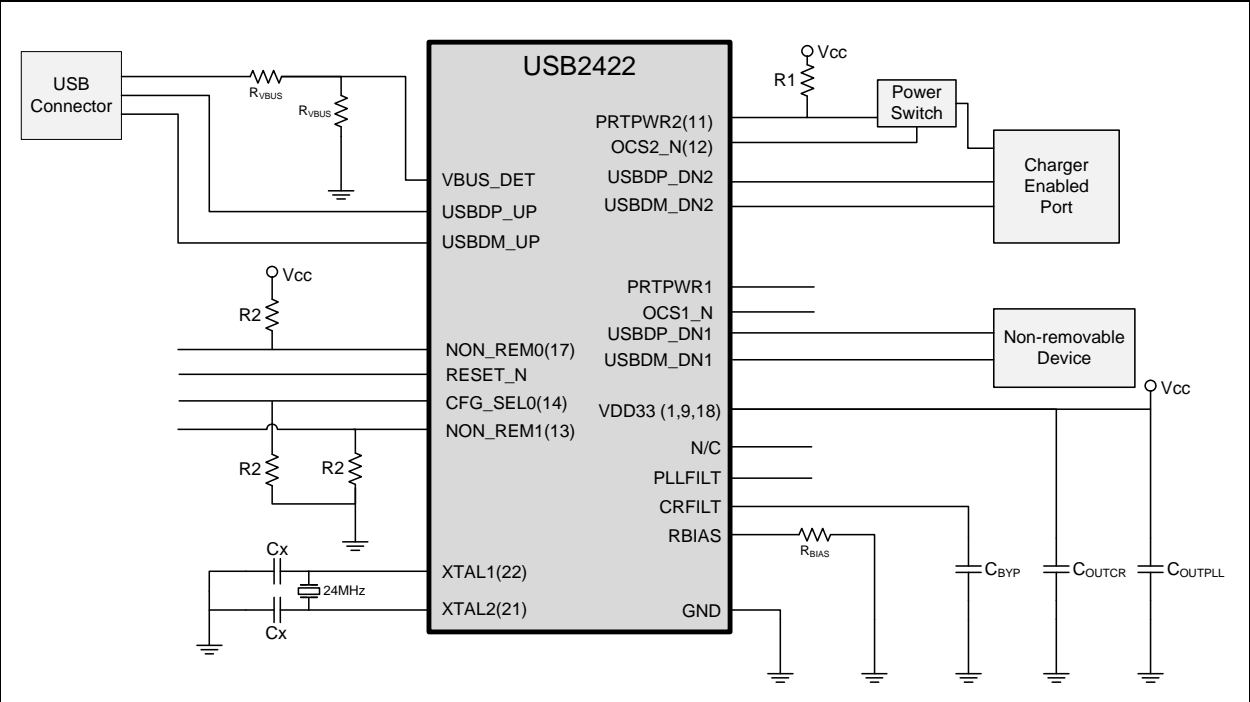 USB2422
USB
Connector
RVBUS
RVBUS
VBUS_DET
USBDP_UP
USBDM_UP
Vcc
R2
NON_REM0(17)
RESET_N
CFG_SEL0(14)
NON_REM1(13)
R2
R2
Cx
24MHz
Cx
XTAL1(22)
XTAL2(21)
Vcc
R1
Power
Switch
PRTPWR2(11)
OCS2_N(12)
USBDP_DN2
USBDM_DN2
Charger
Enabled
Port
PRTPWR1
OCS1_N
USBDP_DN1
USBDM_DN1
Non-removable
Device
Vcc
VDD33 (1,9,18)
N/C
PLLFILT
CRFILT
RBIAS
RBIAS
GND
CBYP
COUTCR
COUTPLL